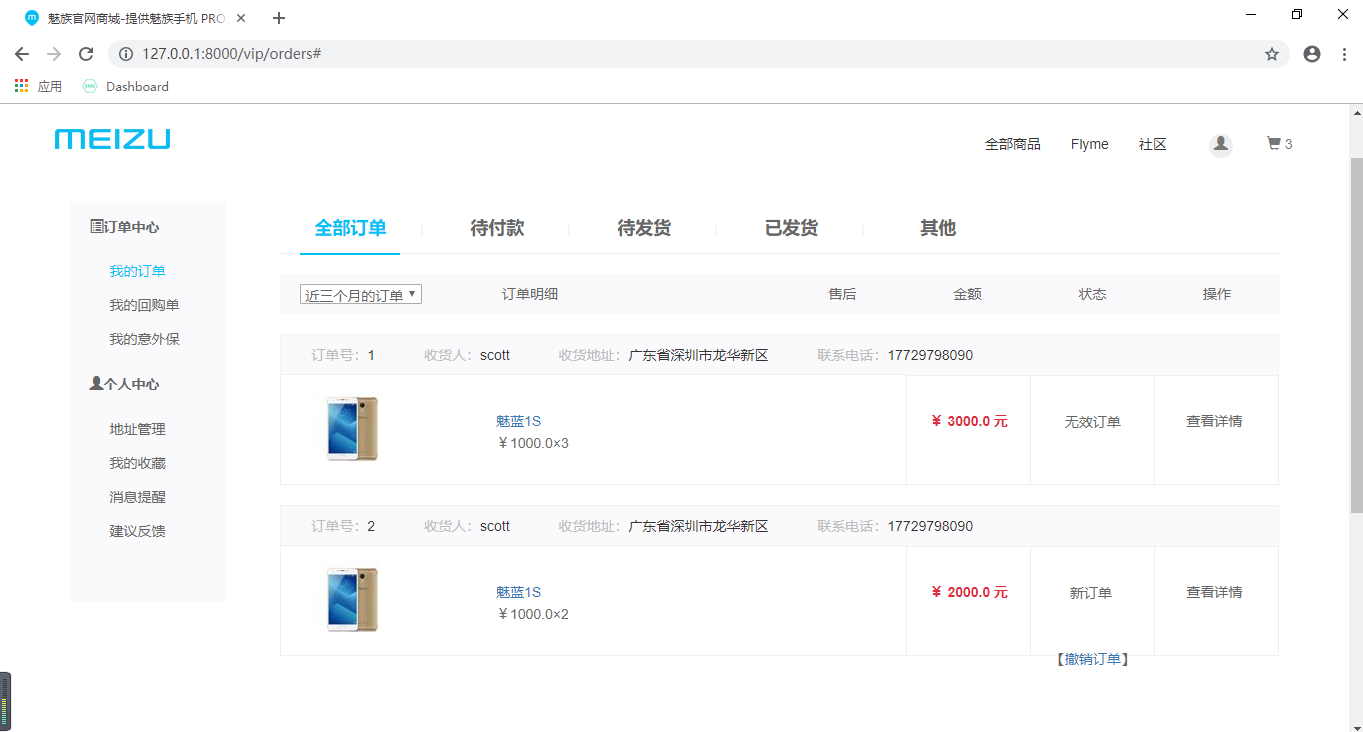 魅族官网商城-提供魅族手机 PRO
127.0.0.1:8000/vip/orders#
应用 Dashboard
MEIZU
全部商品 Flyme 社区 3
订单中心
我的订单
我的回购单
我的意外保
个人中心
地址管理
我的收藏
消息提醒
建议反馈
全部订单 待付款 待发货 已发货 其他
近三个月的订单 订单明细 售后 金额 状态 操作
订单号：1 收货人：scott 收货地址：广东省深圳市龙华新区 联系电话：17729798090
魅蓝1S
￥1000.0×3
￥ 3000.0 元 无效订单 查看详情
订单号：2 收货人：scott 收货地址：广东省深圳市龙华新区 联系电话：17729798090
魅蓝1S
￥1000.0×2
￥ 2000.0 元 新订单 查看详情
【撤销订单】